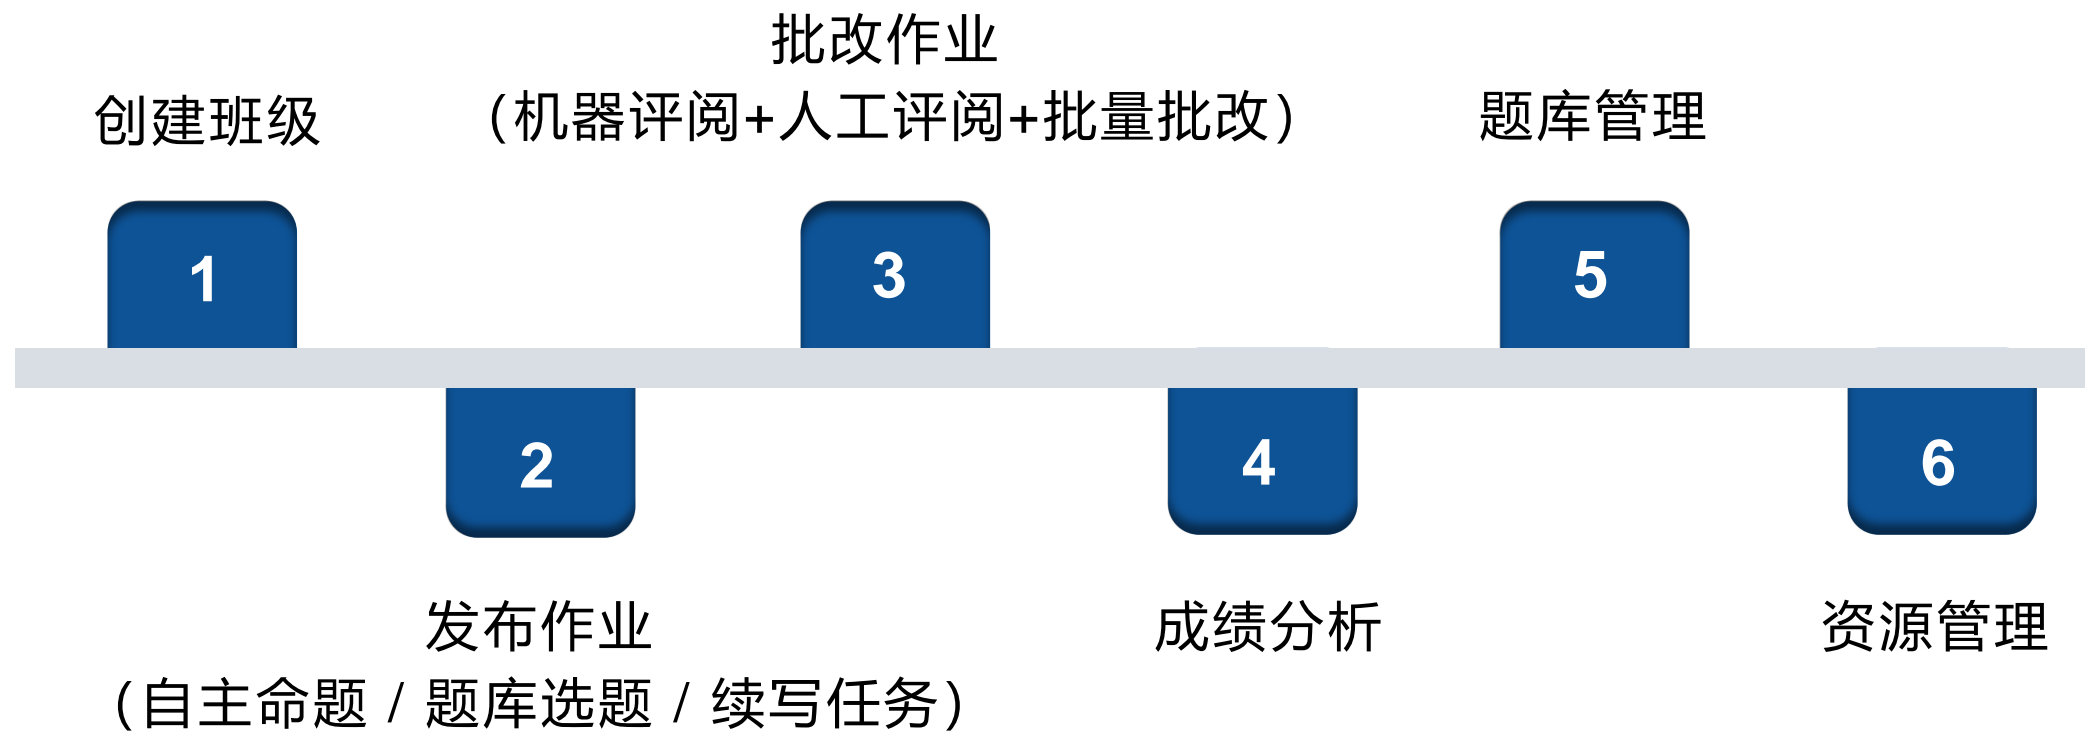 创建班级
1
发布作业
（自主命题 / 题库选题 / 续写任务）
2
批改作业
（机器评阅+人工评阅+批量批改）
3
成绩分析
4
题库管理
5
资源管理
6